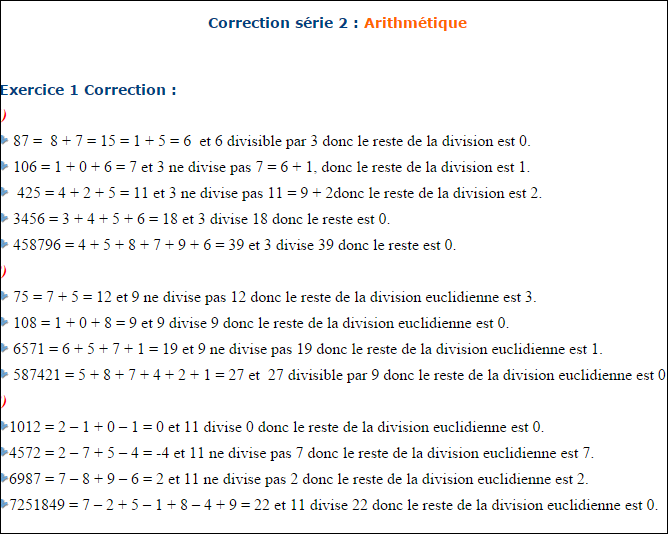 Correction série 2 : Arithmétique
Exercice 1 Correction :
)
87 = 8 + 7 = 15 = 1 + 5 = 6 et 6 divisible par 3 donc le reste de la division est 0.
106 = 1 + 0 + 6 = 7 et 3 ne divise pas 7 = 6 + 1, donc le reste de la division est 1.
425 = 4 + 2 + 5 = 11 et 3 ne divise pas 11 = 9 + 2donc le reste de la division est 2.
3456 = 3 + 4 + 5 + 6 = 18 et 3 divise 18 donc le reste est 0.
458796 = 4 + 5 + 8 + 7 + 9 + 6 = 39 et 3 divise 39 donc le reste est 0.
)
75 = 7 + 5 = 12 et 9 ne divise pas 12 donc le reste de la division euclidienne est 3.
108 = 1 + 0 + 8 = 9 et 9 divise 9 donc le reste de la division euclidienne est 0.
6571 = 6 + 5 + 7 + 1 = 19 et 9 ne divise pas 19 donc le reste de la division euclidienne est 1.
587421 = 5 + 8 + 7 + 4 + 2 + 1 = 27 et 27 divisible par 9 donc le reste de la division euclidienne est 0
)
1012 = 2 – 1 + 0 – 1 = 0 et 11 divise 0 donc le reste de la division euclidienne est 0.
4572 = 2 – 7 + 5 – 4 = -4 et 11 ne divise pas 7 donc le reste de la division euclidienne est 7.
6987 = 7 – 8 + 9 – 6 = 2 et 11 ne divise pas 2 donc le reste de la division euclidienne est 2.
7251849 = 7 – 2 + 5 – 1 + 8 – 4 + 9 = 22 et 11 divise 22 donc le reste de la division euclidienne est 0.